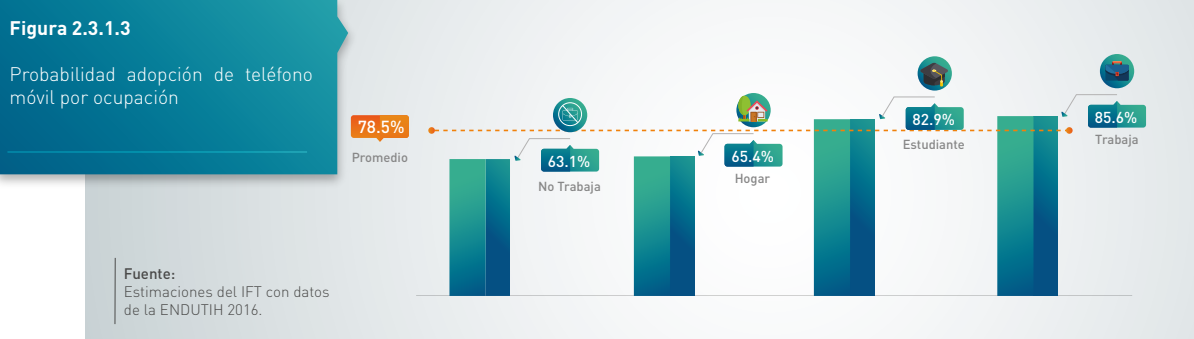 Figura 2.3.1.3
Probabilidad adopción de teléfono
móvil por ocupación
78.5%
Promedio
63.1%
No Trabaja
65.4%
Hogar
82.9%
Estudiante
85.6%
Trabaja
Fuente:
Estimaciones del IFT con datos
de la ENDUTIH 2016.